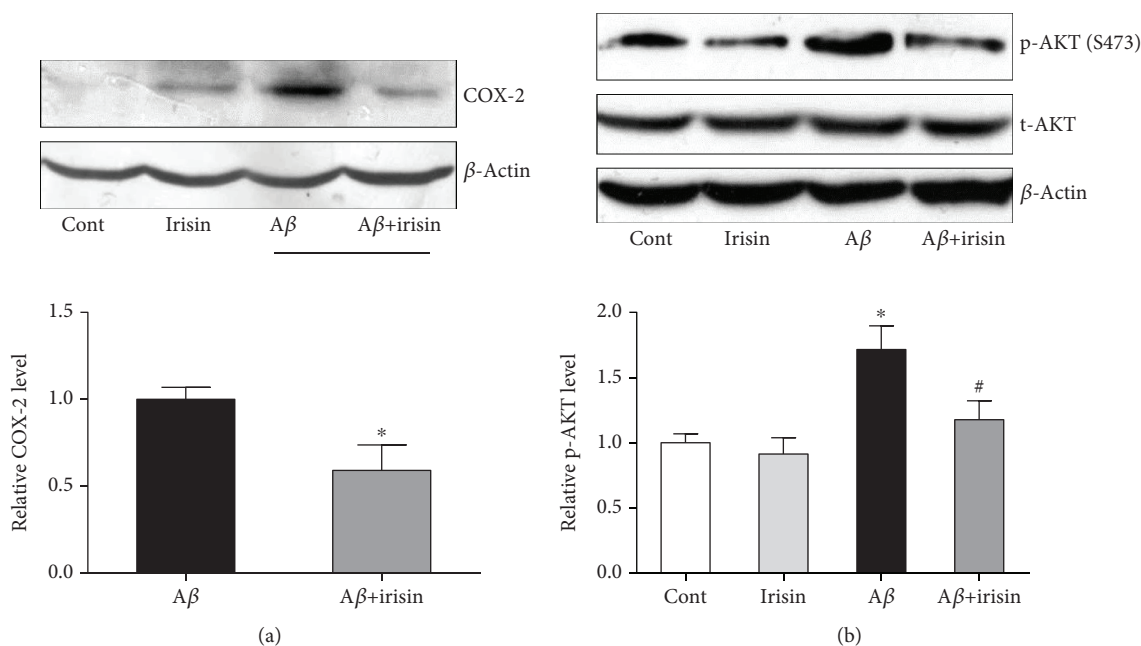 COX-2
β-Actin
Cont Irisin Aβ Aβ+irisin
1.5
1.0
0.5
0.0
Relative COX-2 level
*
Aβ Aβ+irisin
(a)
p-AKT (S473)
t-AKT
β-Actin
Cont Irisin Aβ Aβ+irisin
2.0
1.5
1.0
0.5
0.0
Relative p-AKT level
*
#
Cont Irisin Aβ Aβ+irisin
(b)